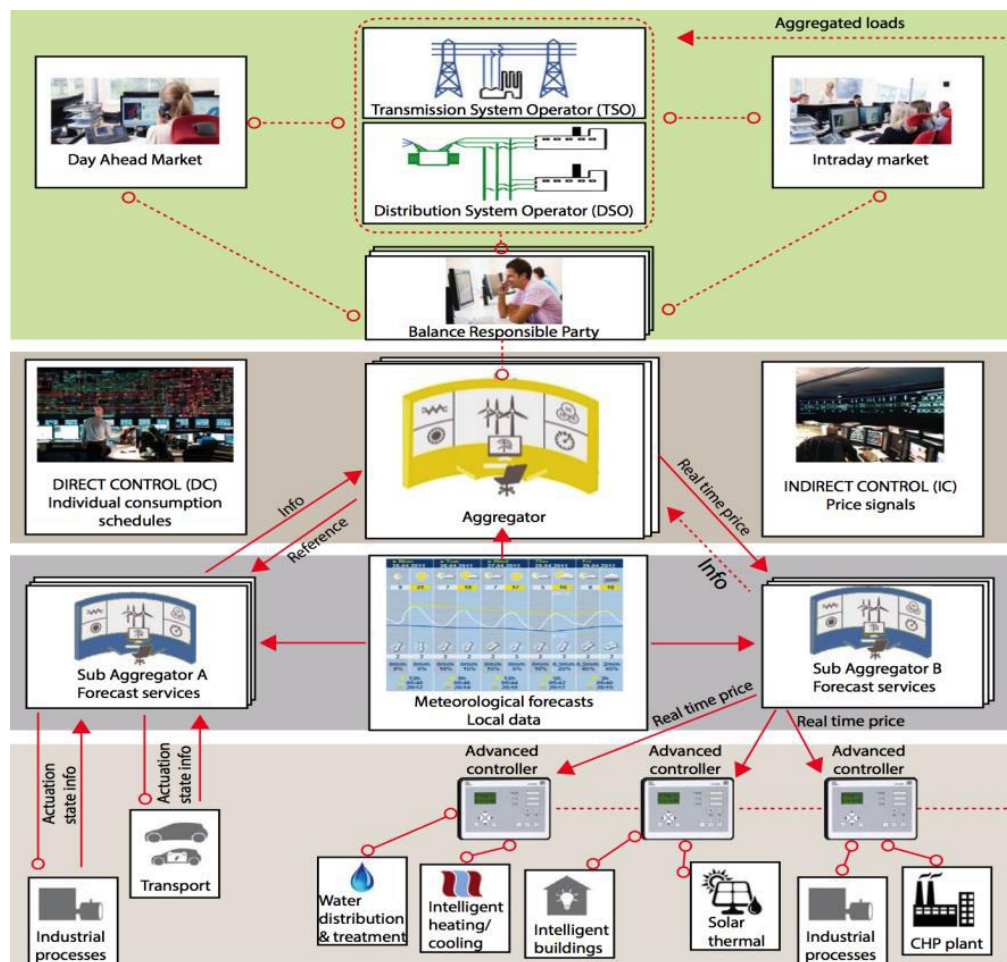 Aggregated loads
Transmission System Operator (TSO)
Day Ahead Market
Intraday market
Distribution System Operator (DSO)
Balance Responsible Party
DIRECT CONTROL (DC)
Individual consumption
schedules
Info
Reference
Aggregator
Real time price
Info
INDIRECT CONTROL (IC)
Price signals
Sub Aggregator A
Forecast services
Meteorological forecasts
Local data
Sub Aggregator B
Forecast services
Real time price
Real time price
Actuation
state info
Actuation
state info
Advanced
controller
Advanced
controller
Advanced
controller
Transport
Industrial
processes
Water
distribution
& treatment
Intelligent
heating/
cooling
Intelligent
buildings
Solar
thermal
Industrial
processes
CHP plant